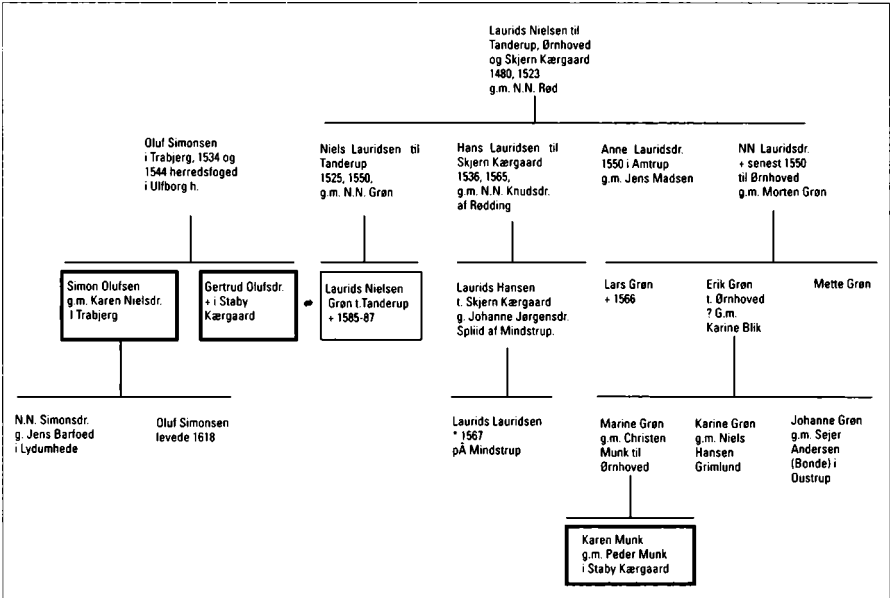 Laurids Nielsen til
Tanderup, Ørnhoved
og Skjern Kærgaard
1480, 1523
g.m. N.N. Rød
Oluf Simonsen
i Trabjerg, 1534 og
1544 herredsfoged
i Ulfborg h.
Niels Lauridsen til
Tanderup
1525, 1550,
g.m. N.N. Grøn
Hans Lauridsen til
Skjern Kærgaard
1536, 1565,
g.m. N.N. Knudsdr.
af Rødding
Anne Lauridsdr.
1550 i Amtrup
g.m. Jens Madsen
NN Lauridsdr.
+ senest 1550
til Ørnhoved
g.m. Morten Grøn
Simon Olufsen
g.m. Karen Nielsdr.
I Trabjerg
Gertrud Olufsdr.
+ i Staby
Kærgaard
Laurids Nielsen
Grøn t.Tanderup
+ 1585-87
Laurids Hansen
t. Skjern Kærgaard
g. Johanne Jørgensdr.
Spliid af Mindstrup.
Lars Grøn
+ 1566
Erik Grøn
t. Ørnhoved
? G.m.
Karine Blik
Mette Grøn
N.N. Simonsdr.
g. Jens Barfoed
i Lydumhede
Oluf Simonsen
levede 1618
Laurids Lauridsen
* 1567
pÅ Mindstrup
Marine Grøn
g.m. Christen
Munk til
Ørnhoved
Karine Grøn
g.m. Niels
Hansen
Grimlund
Johanne Grøn
g.m. Sejer
Andersen
(Bonde) i
Oustrup
Karen Munk
g.m. Peder Munk
i Staby Kærgaard